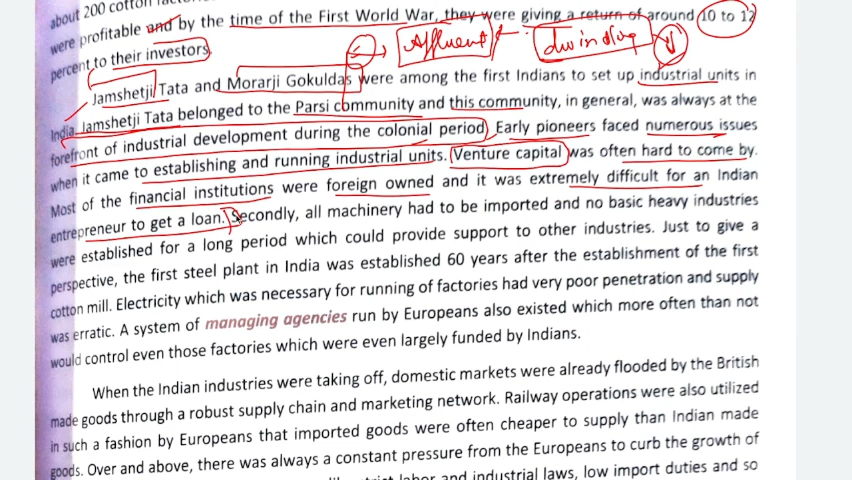 about 200 cotton
were profitable and by the time of the First World War, they were giving a return of around 10 to 12
percent to their investors
Affluent
dwindling
Jamshetji Tata and Morarji Gokuldas were among the first Indians to set up industrial units in
India. Jamshetji Tata belonged to the Parsi community and this community, in general, was always at the
forefront of industrial development during the colonial period. Early pioneers faced numerous issues
when it came to establishing and running industrial units. Venture capital was often hard to come by.
Most of the financial institutions were foreign owned and it was extremely difficult for an Indian
entrepreneur to get a loan. Secondly, all machinery had to be imported and no basic heavy industries
were established for a long period which could provide support to other industries. Just to give a
perspective, the first steel plant in India was established 60 years after the establishment of the first
cotton mill. Electricity which was necessary for running of factories had very poor penetration and supply
was erratic. A system of managing agencies run by Europeans also existed which more often than not
would control even those factories which were even largely funded by Indians.
When the Indian industries were taking off, domestic markets were already flooded by the British
made goods through a robust supply chain and marketing network. Railway operations were also utilized
in such a fashion by Europeans that imported goods were often cheaper to supply than Indian made
goods. Over and above, there was always a constant pressure from the Europeans to curb the growth of
labor and industrial laws, low import duties and so